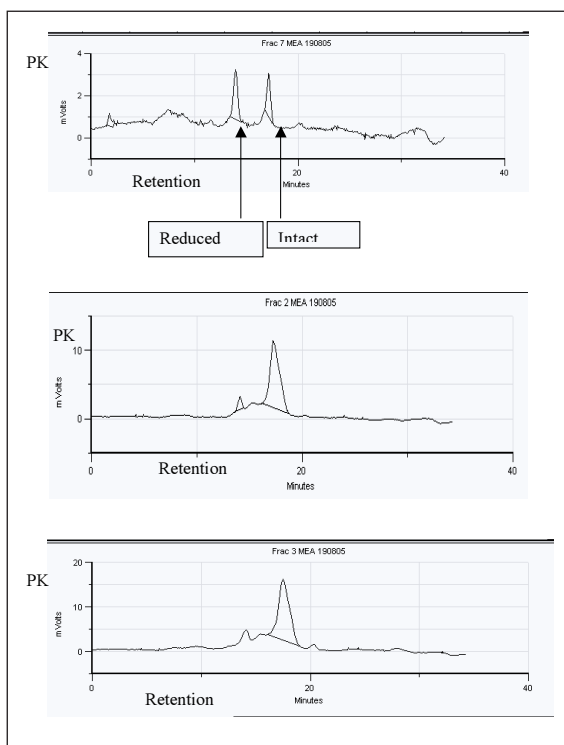 Frac 7 MEA 190805
PK
4
2
0
m Volts
0
20
40
Retention
Minutes
Reduced
Intact
Frac 2 MEA 190805
PK
10
0
m Volts
0
20
40
Retention
Minutes
Frac 3 MEA 190805
PK
20
10
0
m Volts
0
20
40
Retention
Minutes